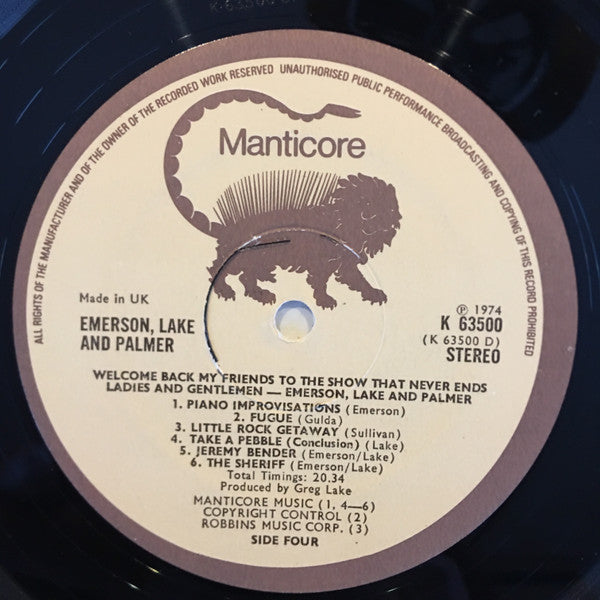 K 63500
ALL RIGHTS OF THE MANUFACTURER AND OF THE OWNER OF THE RECORDED WORK RESERVED UNAUTHORISED PUBLIC PERFORMANCE BROADCASTING AND COPYING OF THIS RECORD PROHIBITED
Manticore
Made in UK
EMERSON, LAKE
AND PALMER
℗ 1974
K 63500
(K 63500 D)
STEREO
WELCOME BACK MY FRIENDS TO THE SHOW THAT NEVER ENDS
LADIES AND GENTLEMEN — EMERSON, LAKE AND PALMER
1. PIANO IMPROVISATIONS (Emerson)
2. FUGUE (Gulda)
3. LITTLE ROCK GETAWAY (Sullivan)
4. TAKE A PEBBLE (Conclusion) (Lake)
5. JEREMY BENDER (Emerson/Lake)
6. THE SHERIFF (Emerson/Lake)
Total Timings: 20.34
Produced by Greg Lake
MANTICORE MUSIC (1, 4—6)
COPYRIGHT CONTROL (2)
ROBBINS MUSIC CORP. (3)
SIDE FOUR